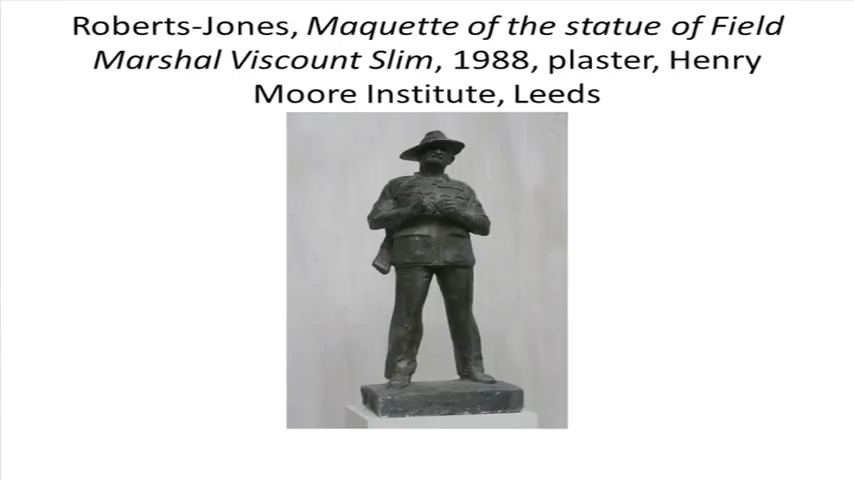 Roberts-Jones, Maquette of the statue of Field
Marshal Viscount Slim, 1988, plaster, Henry
Moore Institute, Leeds